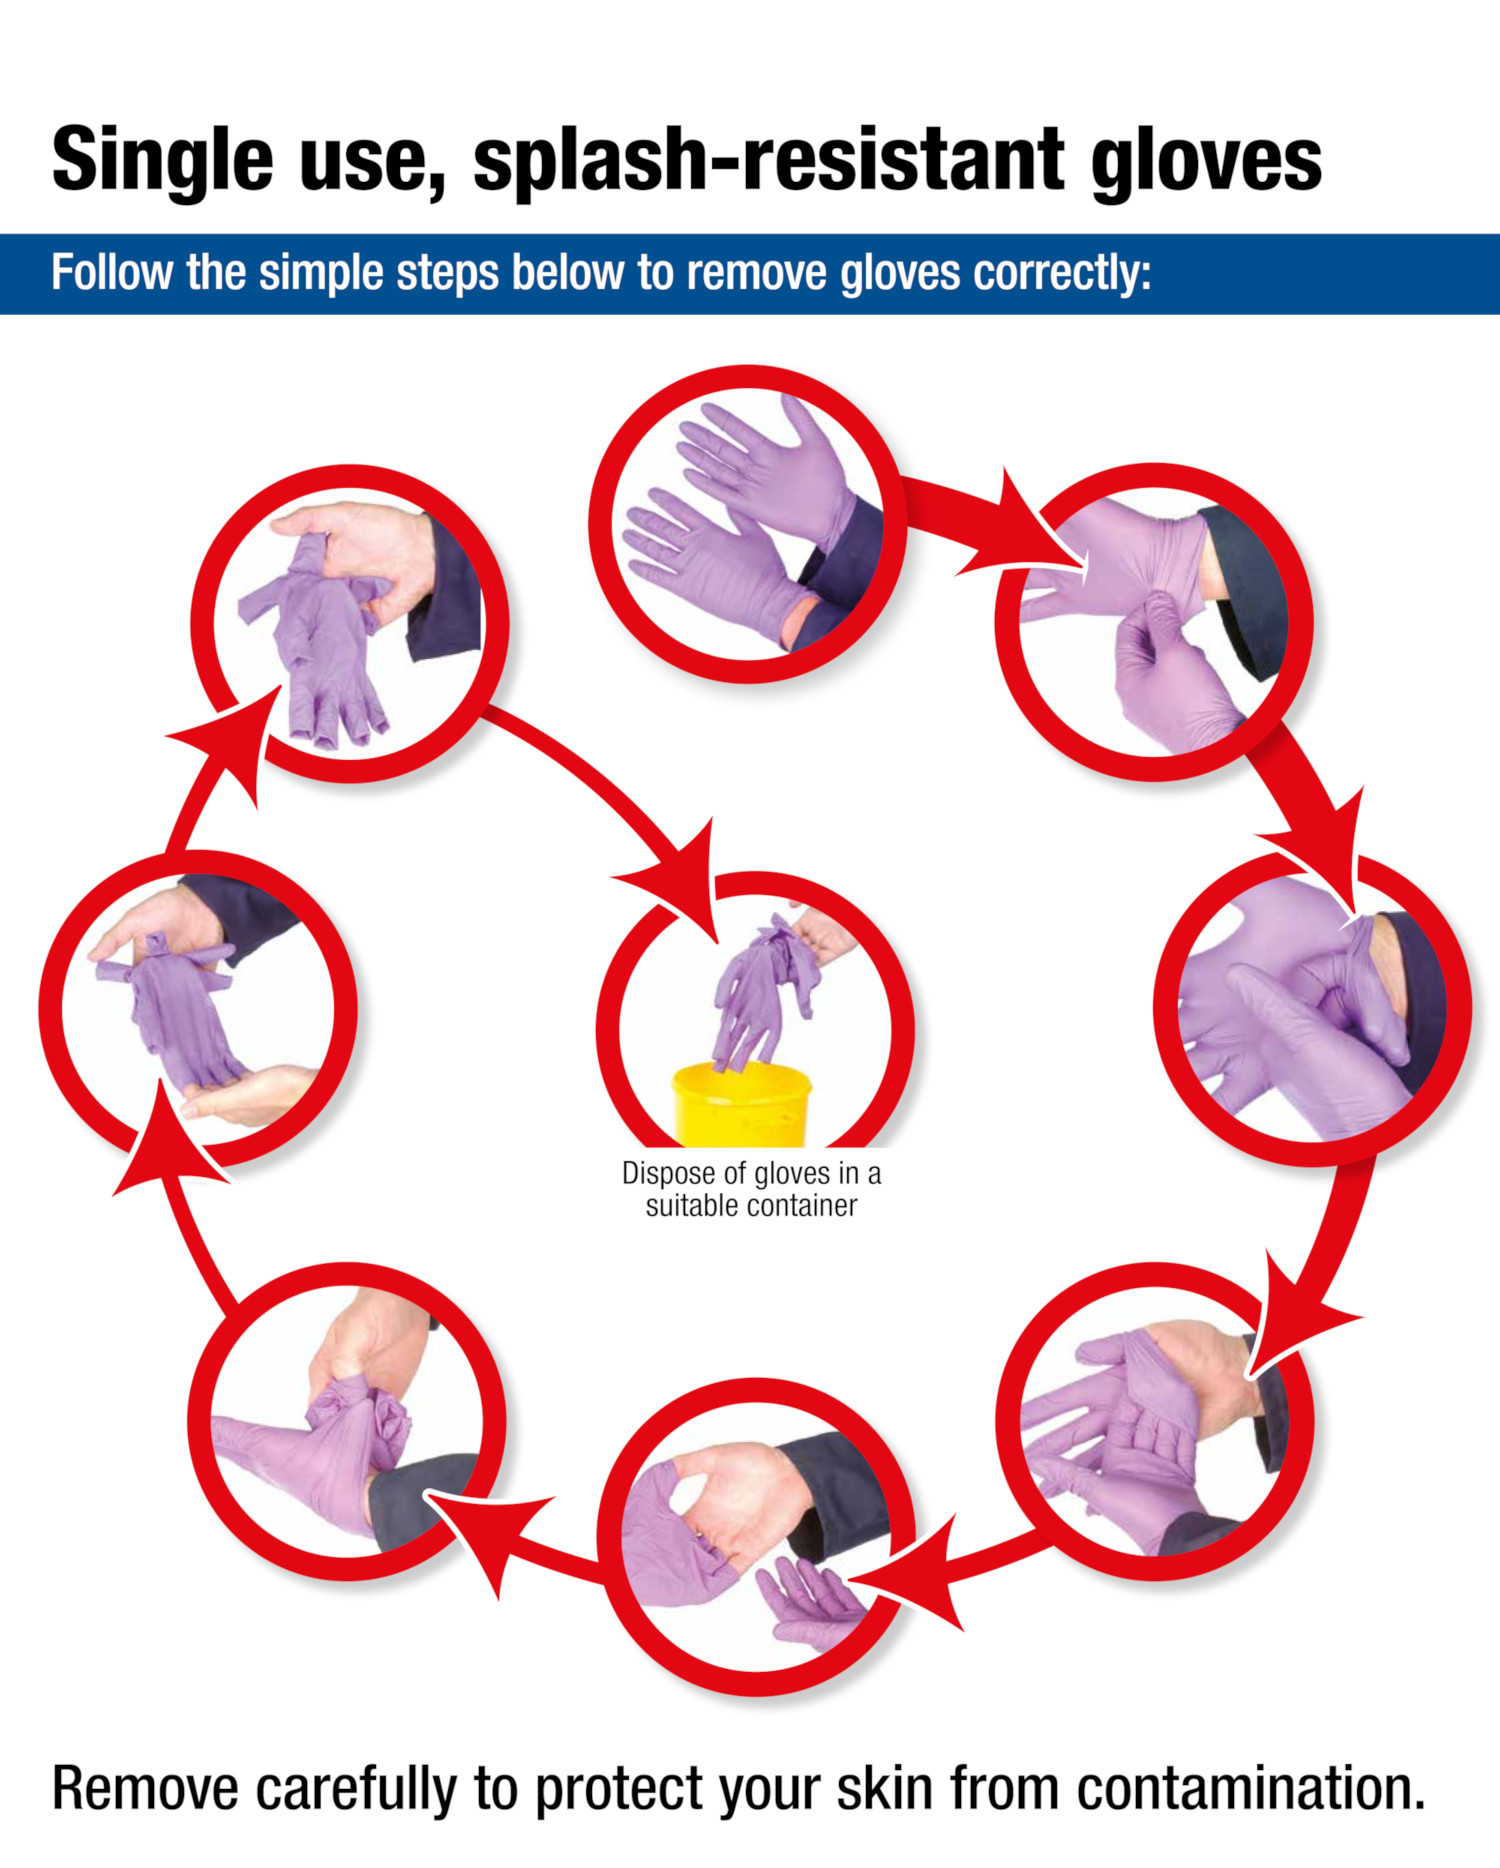 Single use, splash-resistant gloves
Follow the simple steps below to remove gloves correctly:
Dispose of gloves in a
suitable container
Remove carefully to protect your skin from contamination.